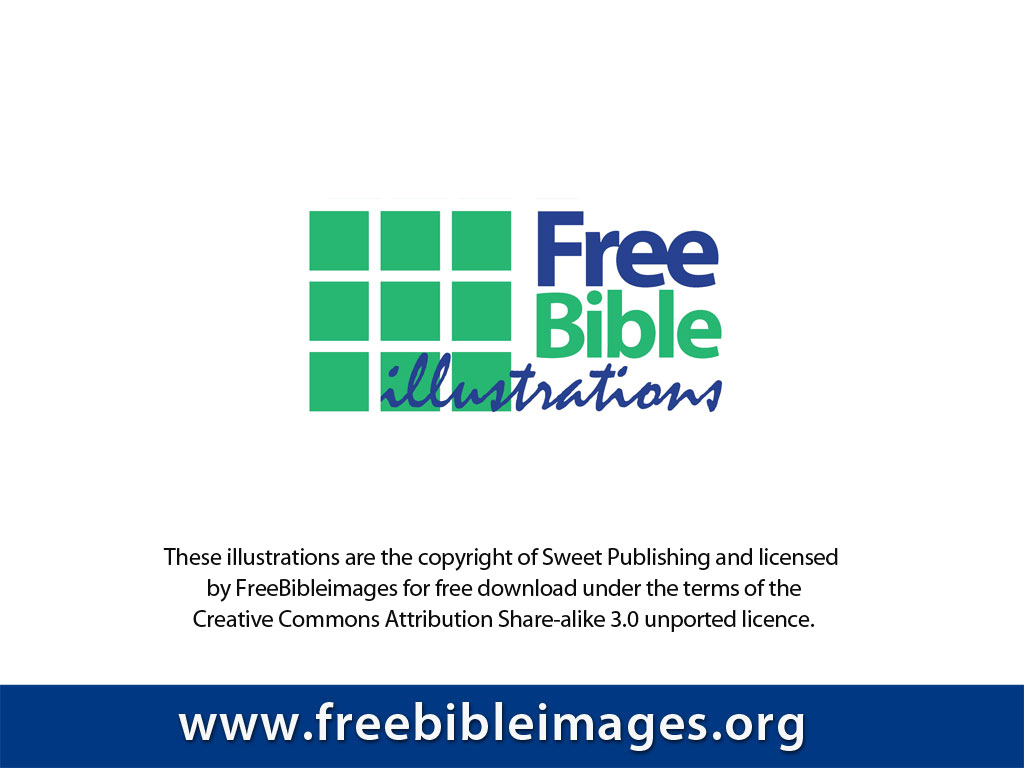 Free
Bible
illustrations
These illustrations are the copyright of Sweet Publishing and licensed
by FreeBibleimages for free download under the terms of the
Creative Commons Attribution Share-alike 3.0 unported licence.
www.freebibleimages.org